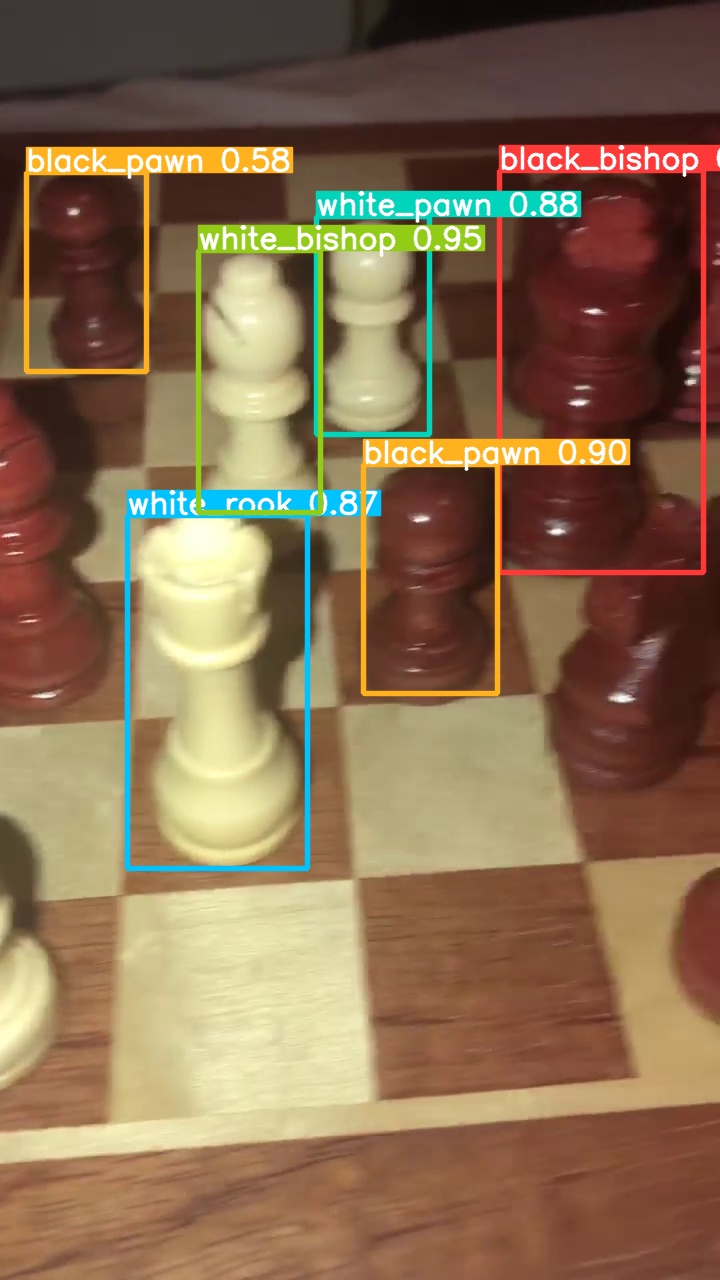 black_pawn 0.58
black_bishop
white_pawn 0.88
white_bishop 0.95
black_pawn 0.90
white_rook 0.87